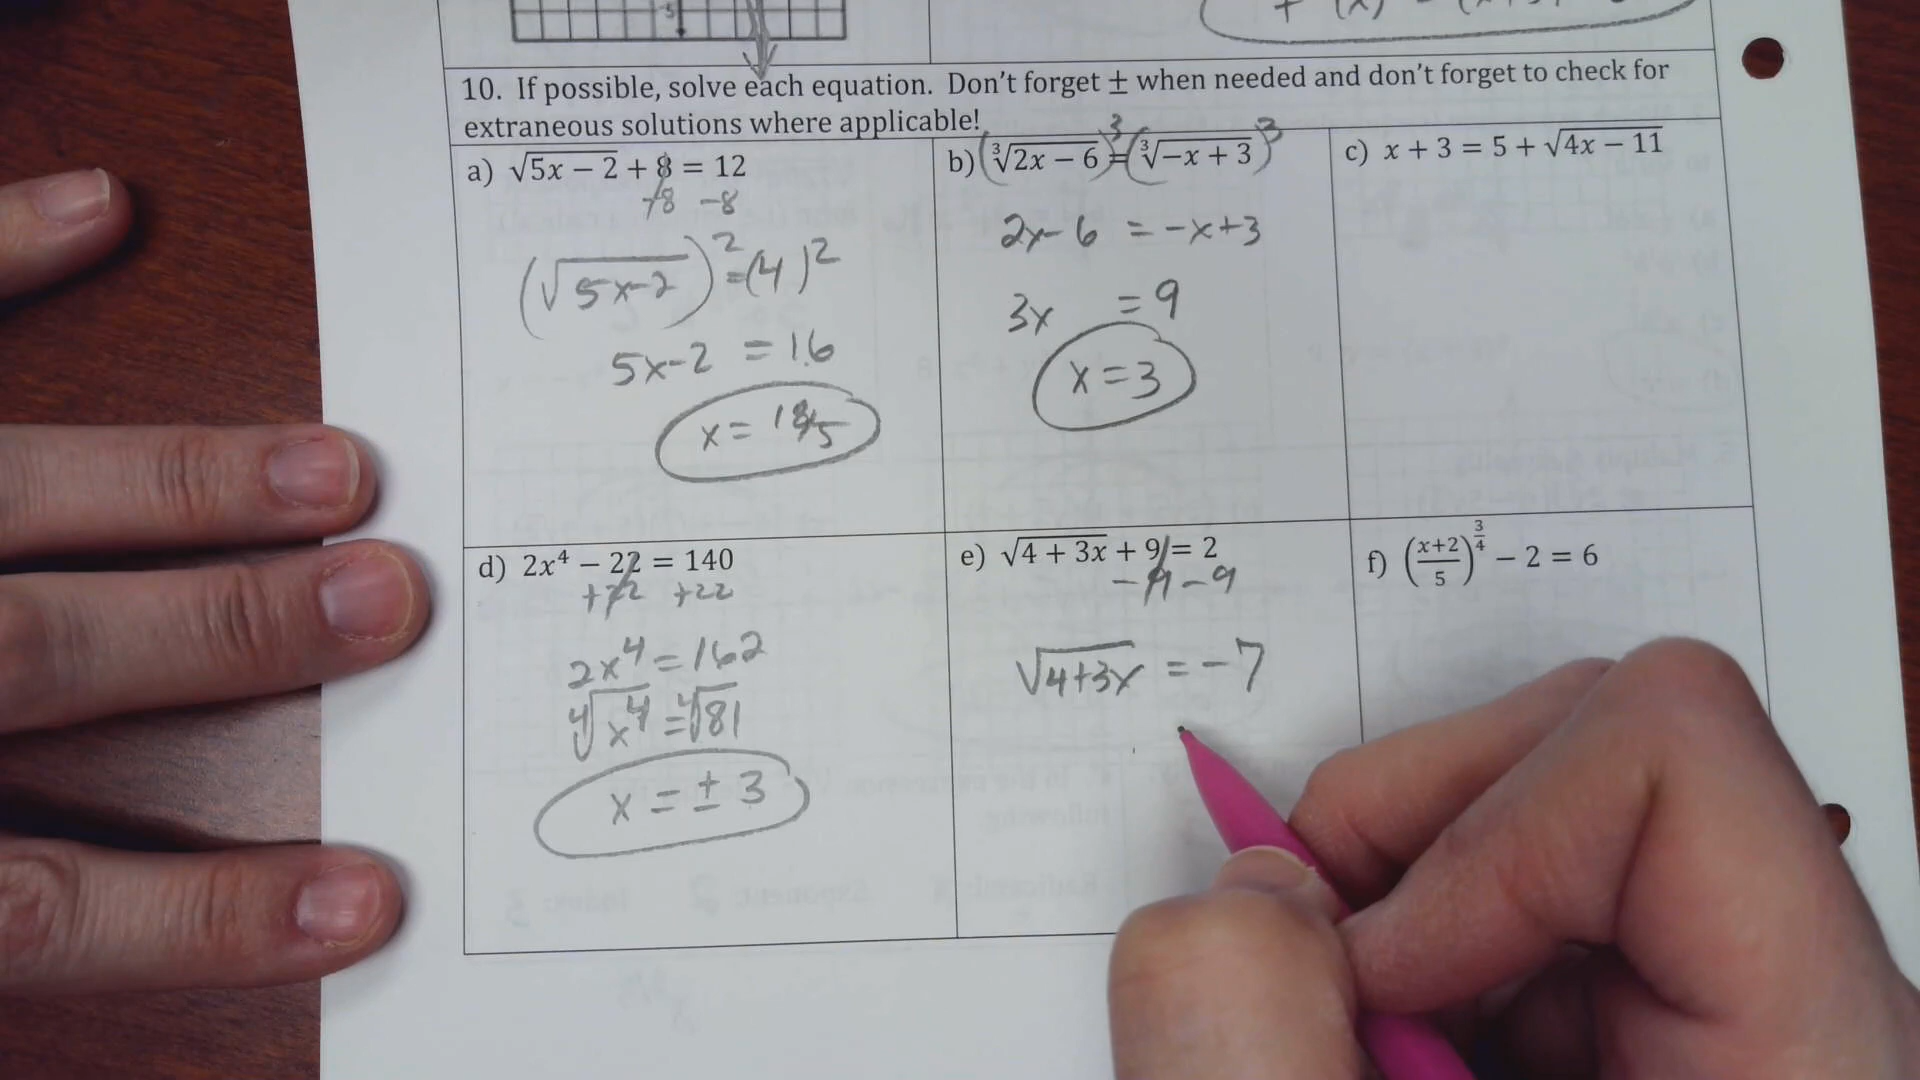 -5
10. If possible, solve each equation. Don't forget ± when needed and don't forget to check for
extraneous solutions where applicable!
a) √(5x − 2) + 8 = 12
-8 -8
(√(5x-2))² = (4)²
5x-2 = 16
x = 18/5
b) (∛(2x − 6))³ = (∛(−x + 3))³
2x-6 = -x+3
3x = 9
x = 3
c) x + 3 = 5 + √(4x − 11)
d) 2x⁴ − 22 = 140
+22 +22
2x⁴ = 162
∜x⁴ = ∜81
x = ± 3
e) √(4 + 3x) + 9 = 2
-9 -9
√(4+3x) = -7
f) ((x+2)/5)^(3/4) − 2 = 6